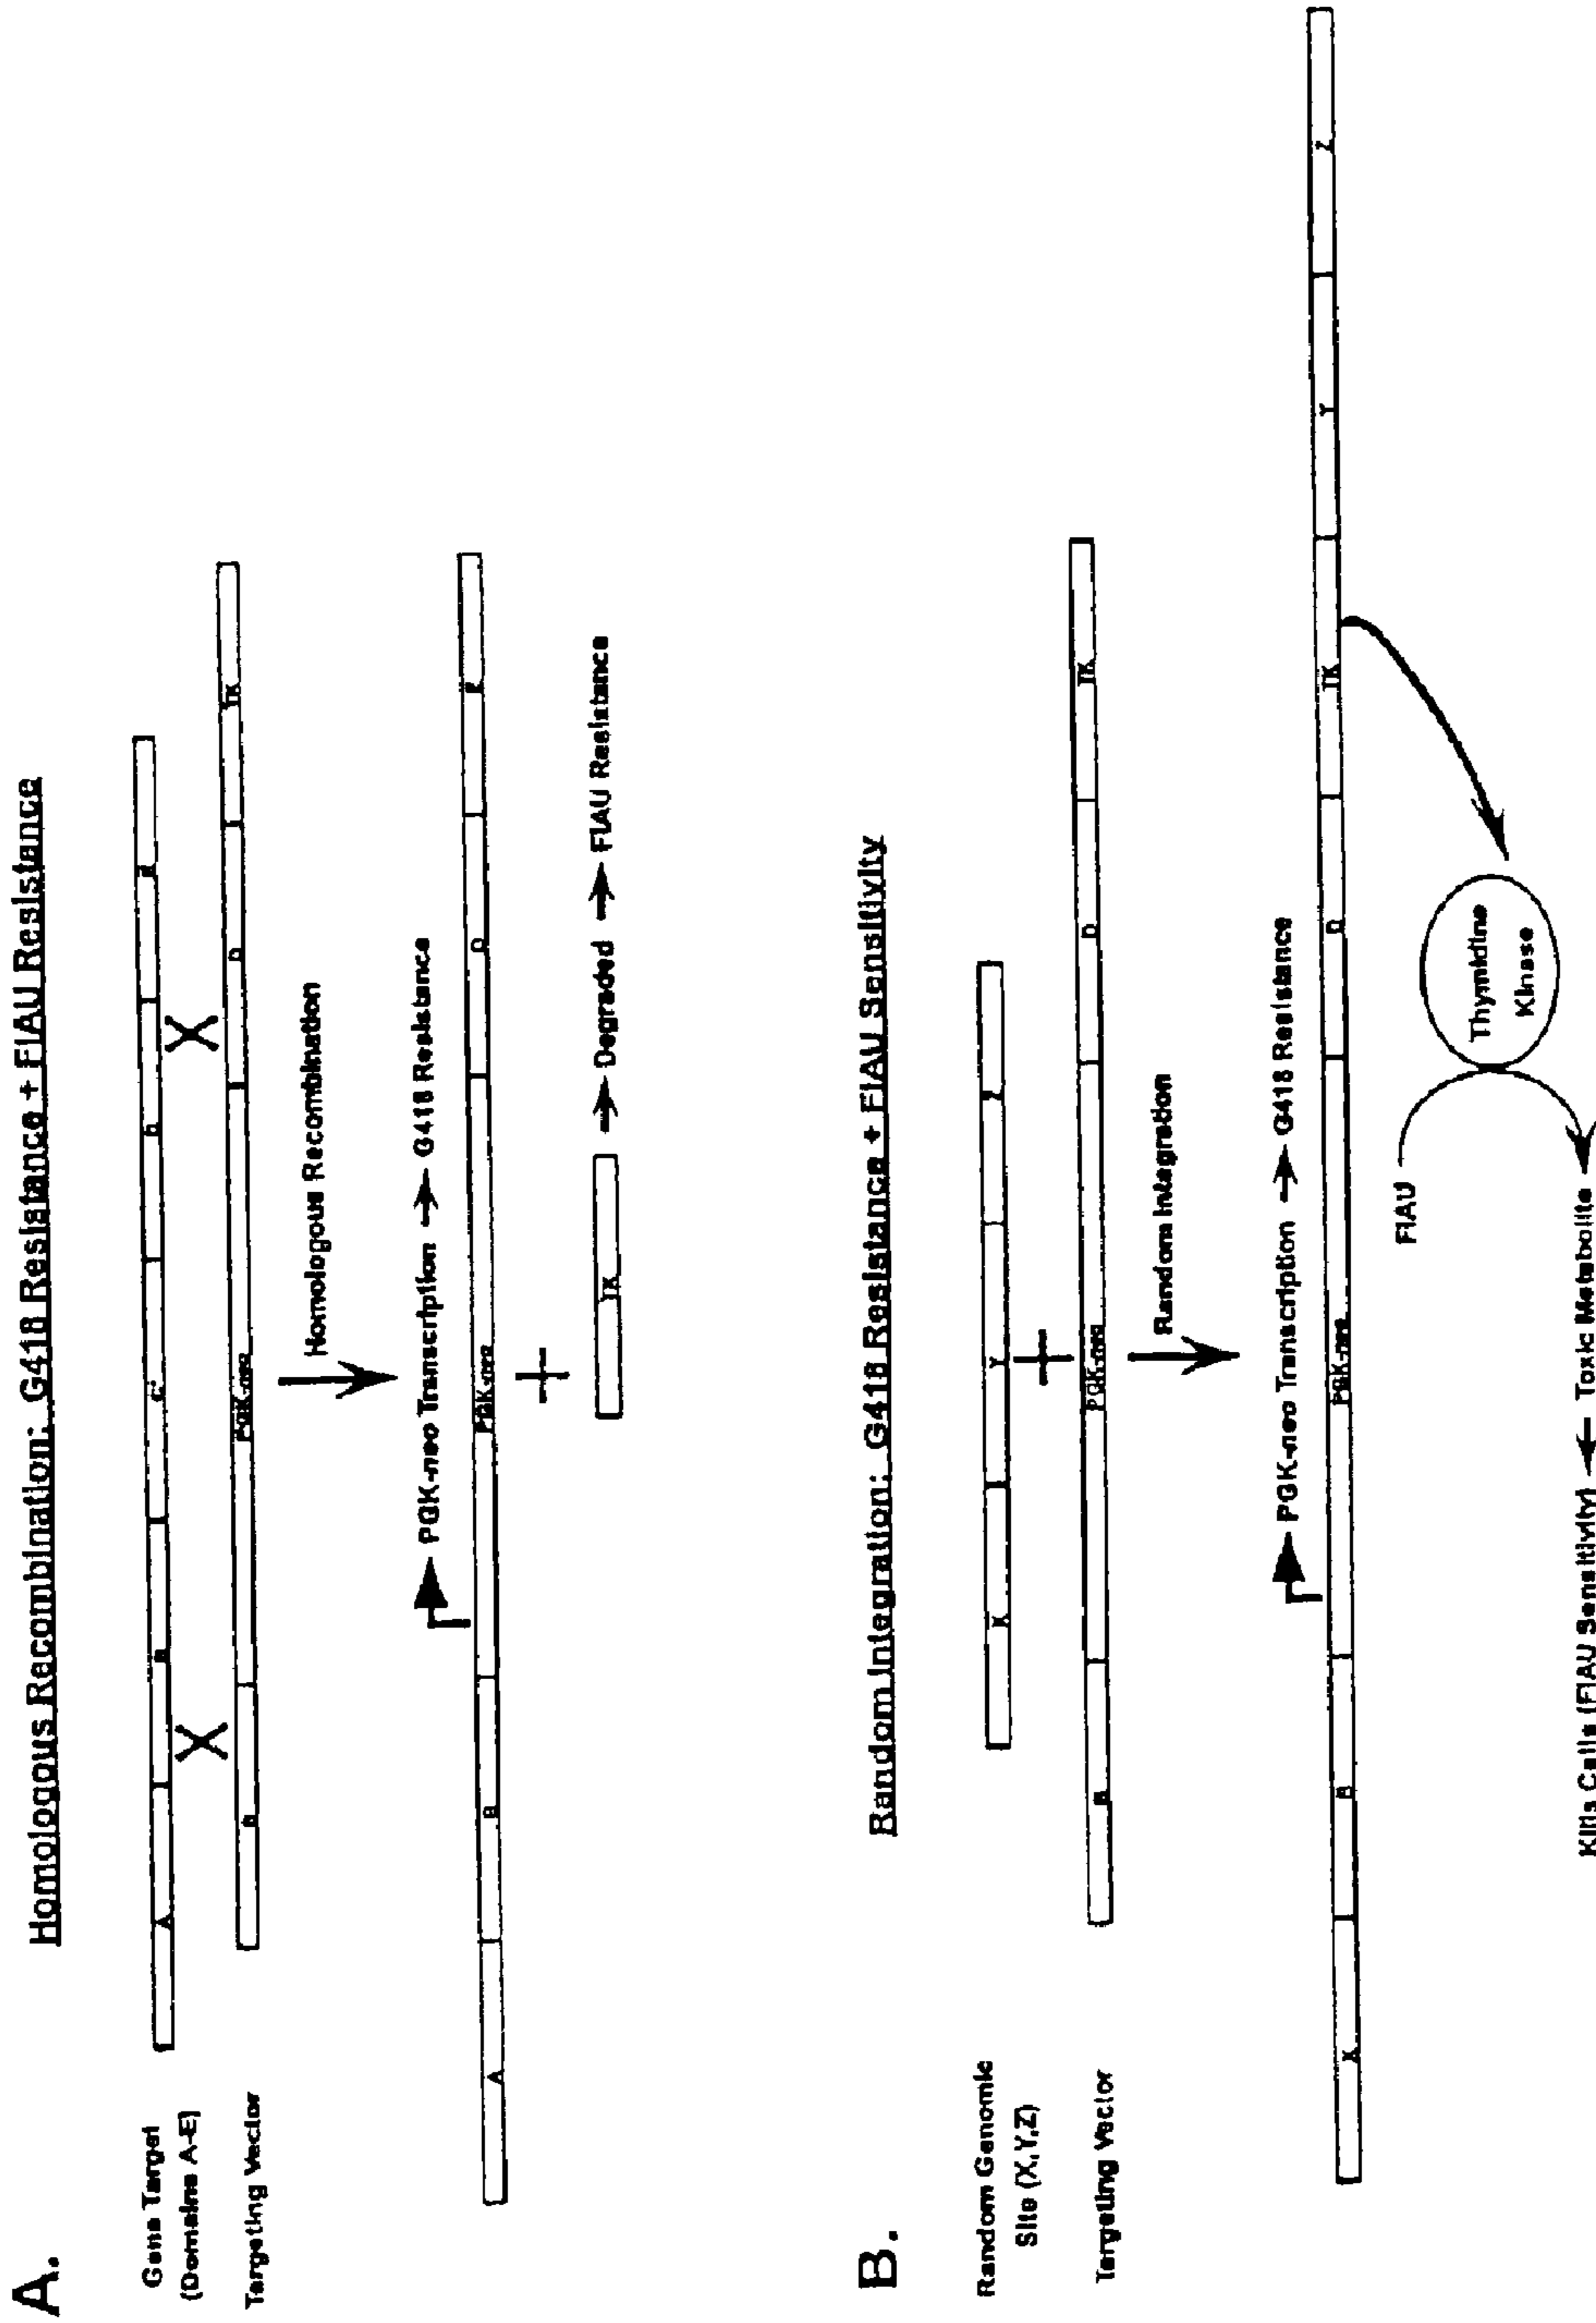 A.
Homologous Recombination: G418 Resistance + FIAU Resistance
Gene Target
(Domains A-E)
A B C D E
Targeting Vector
B PGK-neo D TK
Homologous Recombination
PGK-neo Transcription → G418 Resistance
A B PGK-neo D E
+
TK → Degraded → FIAU Resistance
B.
Random Integration: G418 Resistance + FIAU Sensitivity
Random Genomic
Site (X,Y,Z)
X Y Z
+
Targeting Vector
B PGK-neo D TK
Random Integration
PGK-neo Transcription → G418 Resistance
X B PGK-neo D TK Y Z
FIAU
Thymidine
Kinase
Kills Cells (FIAU Sensitivity) ← Toxic Metabolite